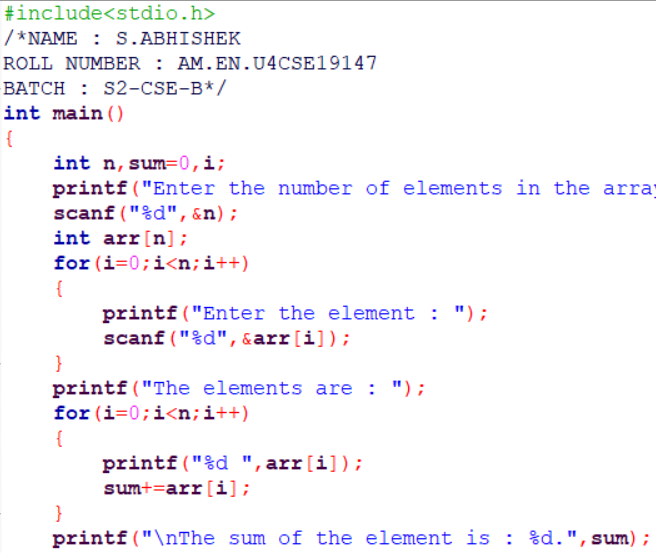 #include<stdio.h>
/*NAME : S.ABHISHEK
ROLL NUMBER : AM.EN.U4CSE19147
BATCH : S2-CSE-B*/
int main()
{
    int n,sum=0,i;
    printf("Enter the number of elements in the array
    scanf("%d",&n);
    int arr[n];
    for(i=0;i<n;i++)
    {
        printf("Enter the element : ");
        scanf("%d",&arr[i]);
    }
    printf("The elements are : ");
    for(i=0;i<n;i++)
    {
        printf("%d ",arr[i]);
        sum+=arr[i];
    }
    printf("\nThe sum of the element is : %d.",sum);